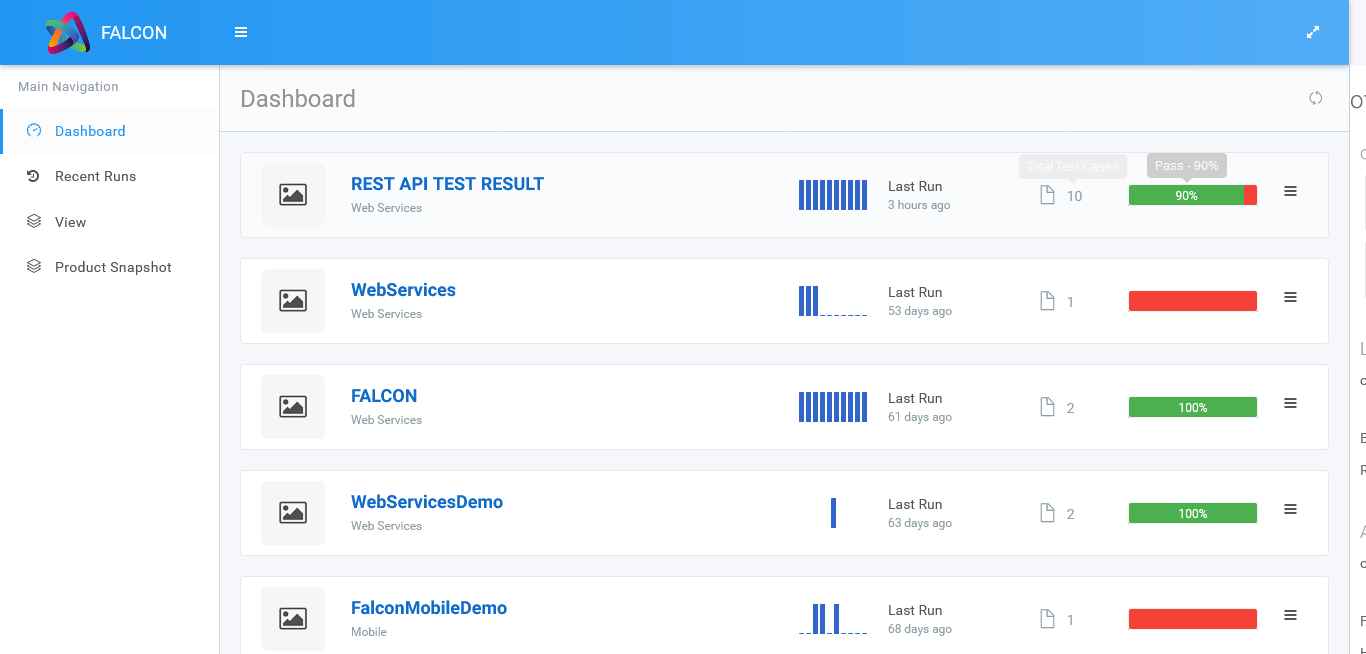 FALCON
Main Navigation
Dashboard
Recent Runs
View
Product Snapshot
Dashboard
REST API TEST RESULT
Web Services
Last Run
3 hours ago
Total Test Cases
10
Pass - 90%
90%
WebServices
Web Services
Last Run
53 days ago
1
FALCON
Web Services
Last Run
61 days ago
2
100%
WebServicesDemo
Web Services
Last Run
63 days ago
2
100%
FalconMobileDemo
Mobile
Last Run
68 days ago
1